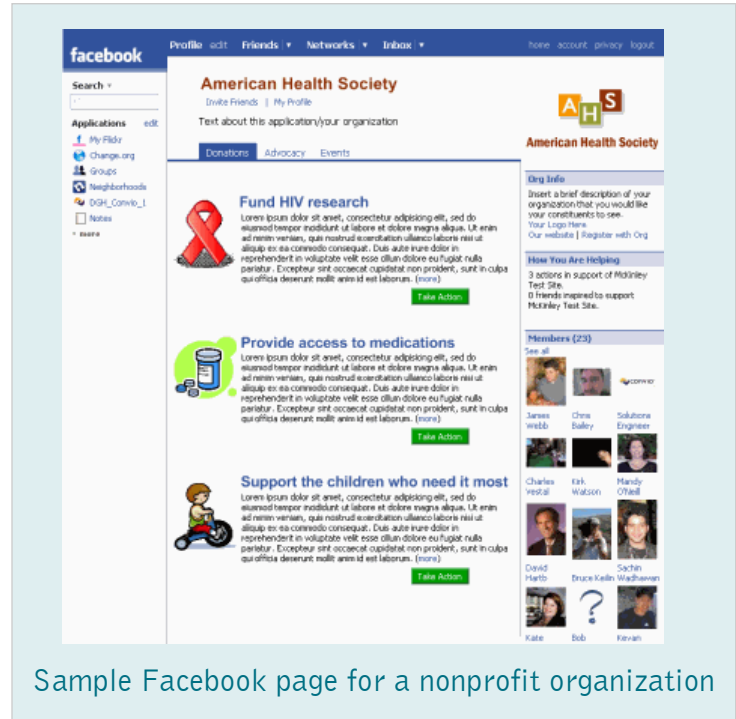 facebook
Profile edit Friends ▾ Networks ▾ Inbox ▾
home account privacy logout
Search ▾
Applications edit
My Flickr
Change.org
Groups
Neighborhoods
DGH_Convio_1
Notes
▾ more
American Health Society
Invite Friends | My Profile
Text about this application/your organization
Donations Advocacy Events
Fund HIV research
Lorem ipsum dolor sit amet, consectetur adipisicing elit, sed do
eiusmod tempor incididunt ut labore et dolore magna aliqua. Ut enim
ad minim veniam, quis nostrud exercitation ullamco laboris nisi ut
aliquip ex ea commodo consequat. Duis aute irure dolor in
reprehenderit in voluptate velit esse cillum dolore eu fugiat nulla
pariatur. Excepteur sint occaecat cupidatat non proident, sunt in culpa
qui officia deserunt mollit anim id est laborum. (more)
Take Action
Provide access to medications
Lorem ipsum dolor sit amet, consectetur adipisicing elit, sed do
eiusmod tempor incididunt ut labore et dolore magna aliqua. Ut enim
ad minim veniam, quis nostrud exercitation ullamco laboris nisi ut
aliquip ex ea commodo consequat. Duis aute irure dolor in
reprehenderit in voluptate velit esse cillum dolore eu fugiat nulla
pariatur. Excepteur sint occaecat cupidatat non proident, sunt in culpa
qui officia deserunt mollit anim id est laborum. (more)
Take Action
Support the children who need it most
Lorem ipsum dolor sit amet, consectetur adipisicing elit, sed do
eiusmod tempor incididunt ut labore et dolore magna aliqua. Ut enim
ad minim veniam, quis nostrud exercitation ullamco laboris nisi ut
aliquip ex ea commodo consequat. Duis aute irure dolor in
reprehenderit in voluptate velit esse cillum dolore eu fugiat nulla
pariatur. Excepteur sint occaecat cupidatat non proident, sunt in culpa
qui officia deserunt mollit anim id est laborum. (more)
Take Action
AHS
American Health Society
Org Info
Insert a brief description of your
organization that you would like
your constituents to see.
Your Logo Here
Our website | Register with Org
How You Are Helping
3 actions in support of McKinley
Test Site.
0 friends inspired to support
McKinley Test Site.
Members (23)
See all
convio
James Chris Solutions
Webb Bailey Engineer
Charles Kirk Mandy
Vestal Watson O'Neill
David Sachin
Hartb Bruce Keilin Wadhawan
?
Kate Bob Kevan
Sample Facebook page for a nonprofit organization